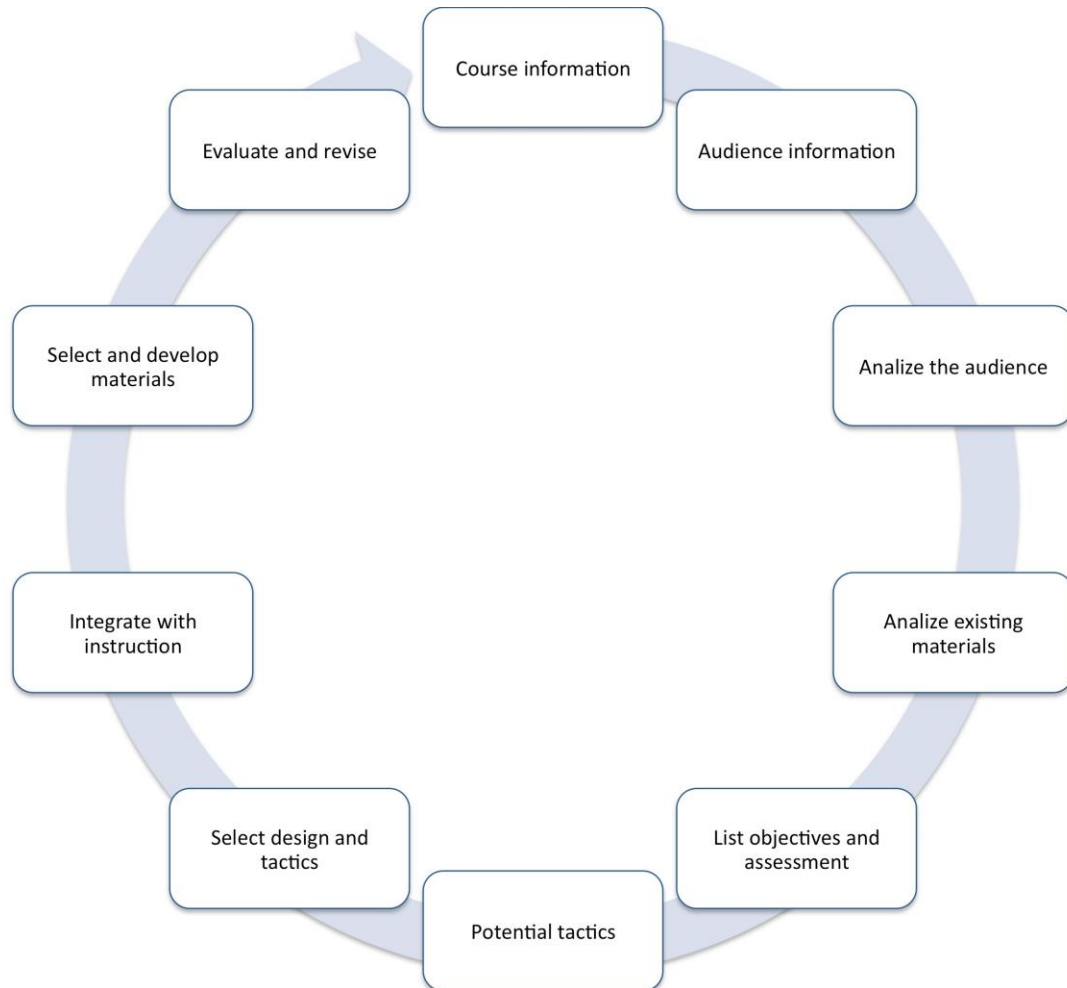 Course information
Audience information
Analize the audience
Analize existing
materials
List objectives and
assessment
Potential tactics
Select design and
tactics
Integrate with
instruction
Select and develop
materials
Evaluate and revise